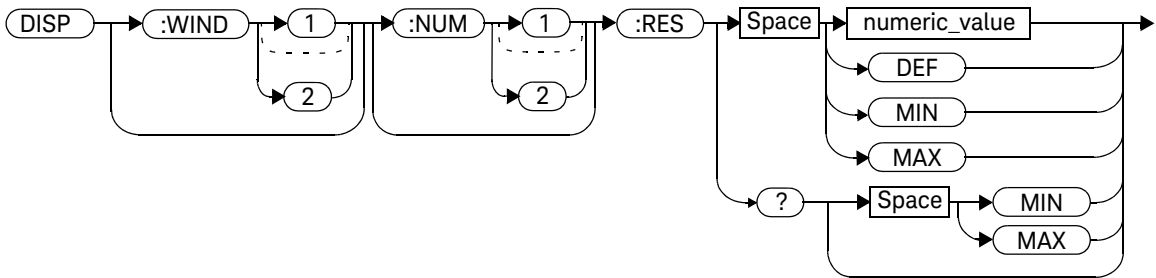 DISP :WIND 1 :NUM 1 :RES Space numeric_value
DEF
2 2
MIN
MAX
? Space MIN
MAX